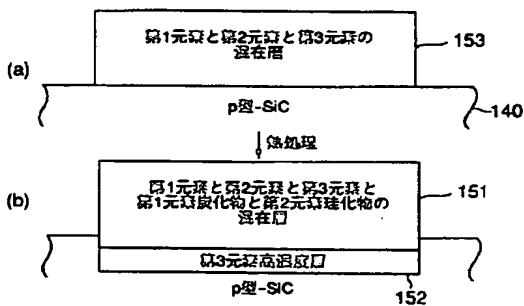 第1元素と第2元素と第3元素の
混在層
153
(a)
p型-SiC
140
熱処理
(b)
第1元素と第2元素と第3元素と
第1元素炭化物と第2元素珪化物の
混在層
151
第3元素高濃度層
152
p型-SiC